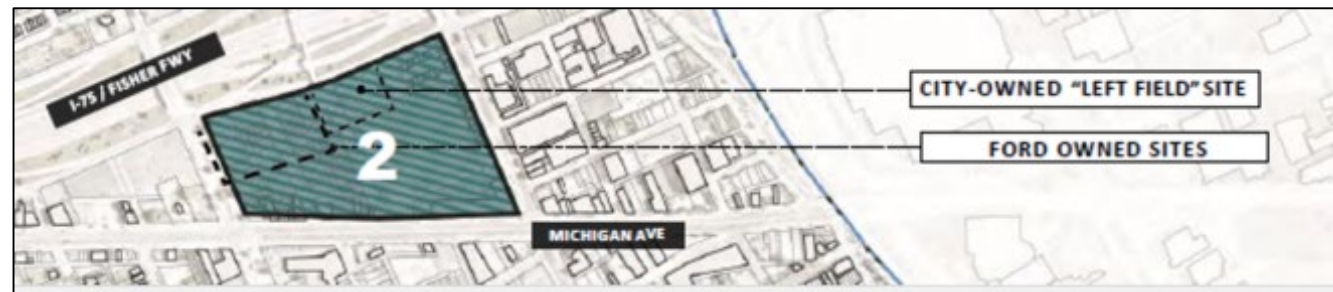 I-75 / FISHER FWY
CITY-OWNED “LEFT FIELD” SITE
FORD OWNED SITES
2
MICHIGAN AVE